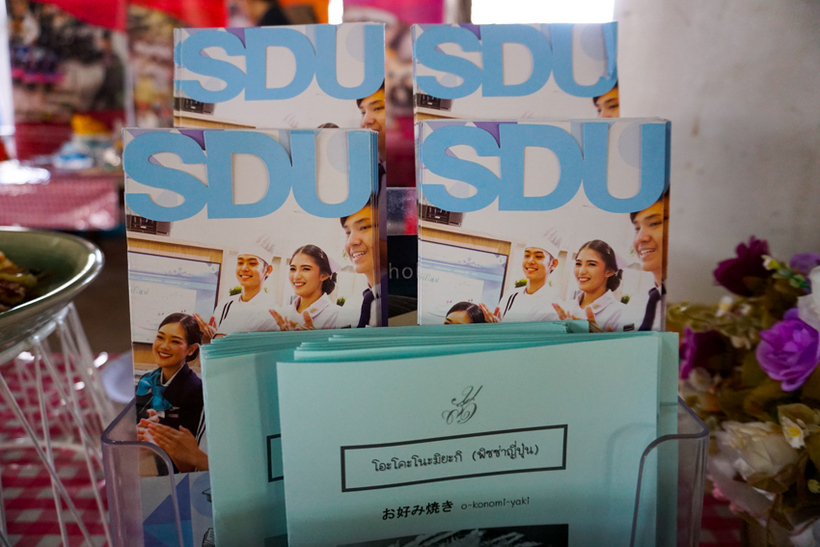 SDU
SDU
SDU
SDU
ho
โอะโคะโนะมิยะกิ (พิซซ่าญี่ปุ่น)
お好み焼き o-konomi-yaki